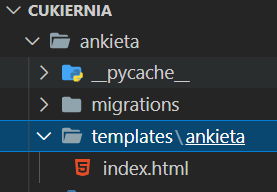 CUKIERNIA
ankieta
__pycache__
migrations
templates\ankieta
index.html